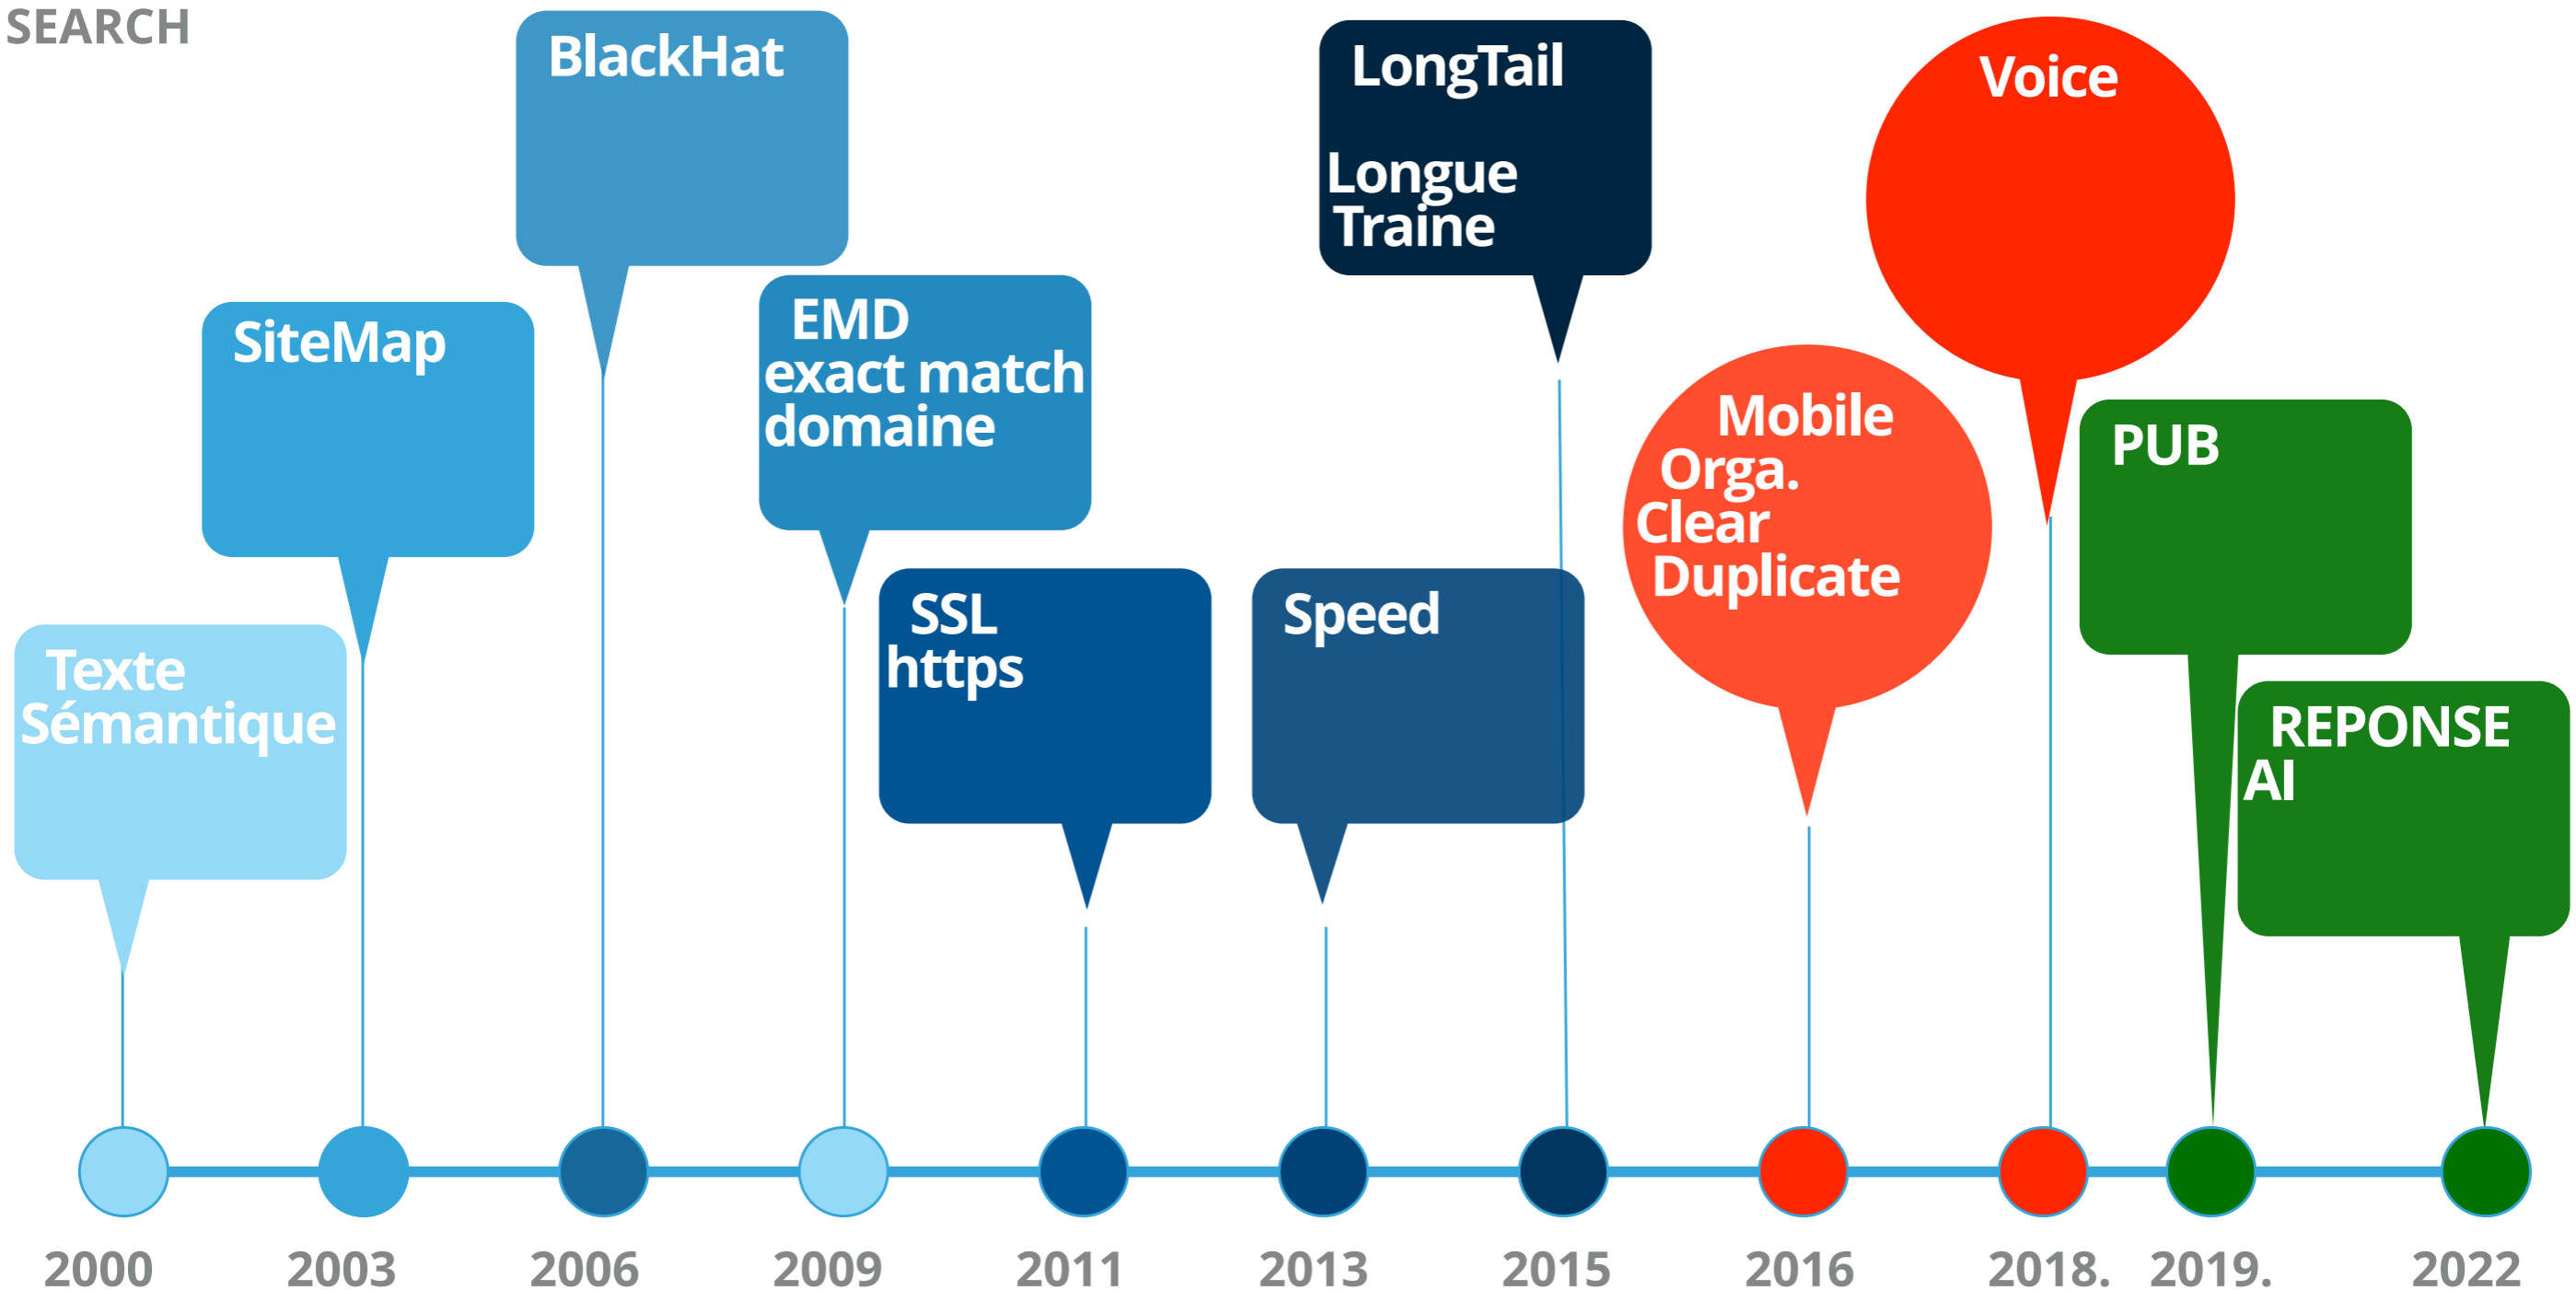 SEARCH
Texte
Sémantique
SiteMap
BlackHat
EMD
exact match
domaine
SSL
https
Speed
LongTail
Longue
Traine
Mobile
Orga.
Clear
Duplicate
Voice
PUB
REPONSE
AI
2000
2003
2006
2009
2011
2013
2015
2016
2018.
2019.
2022